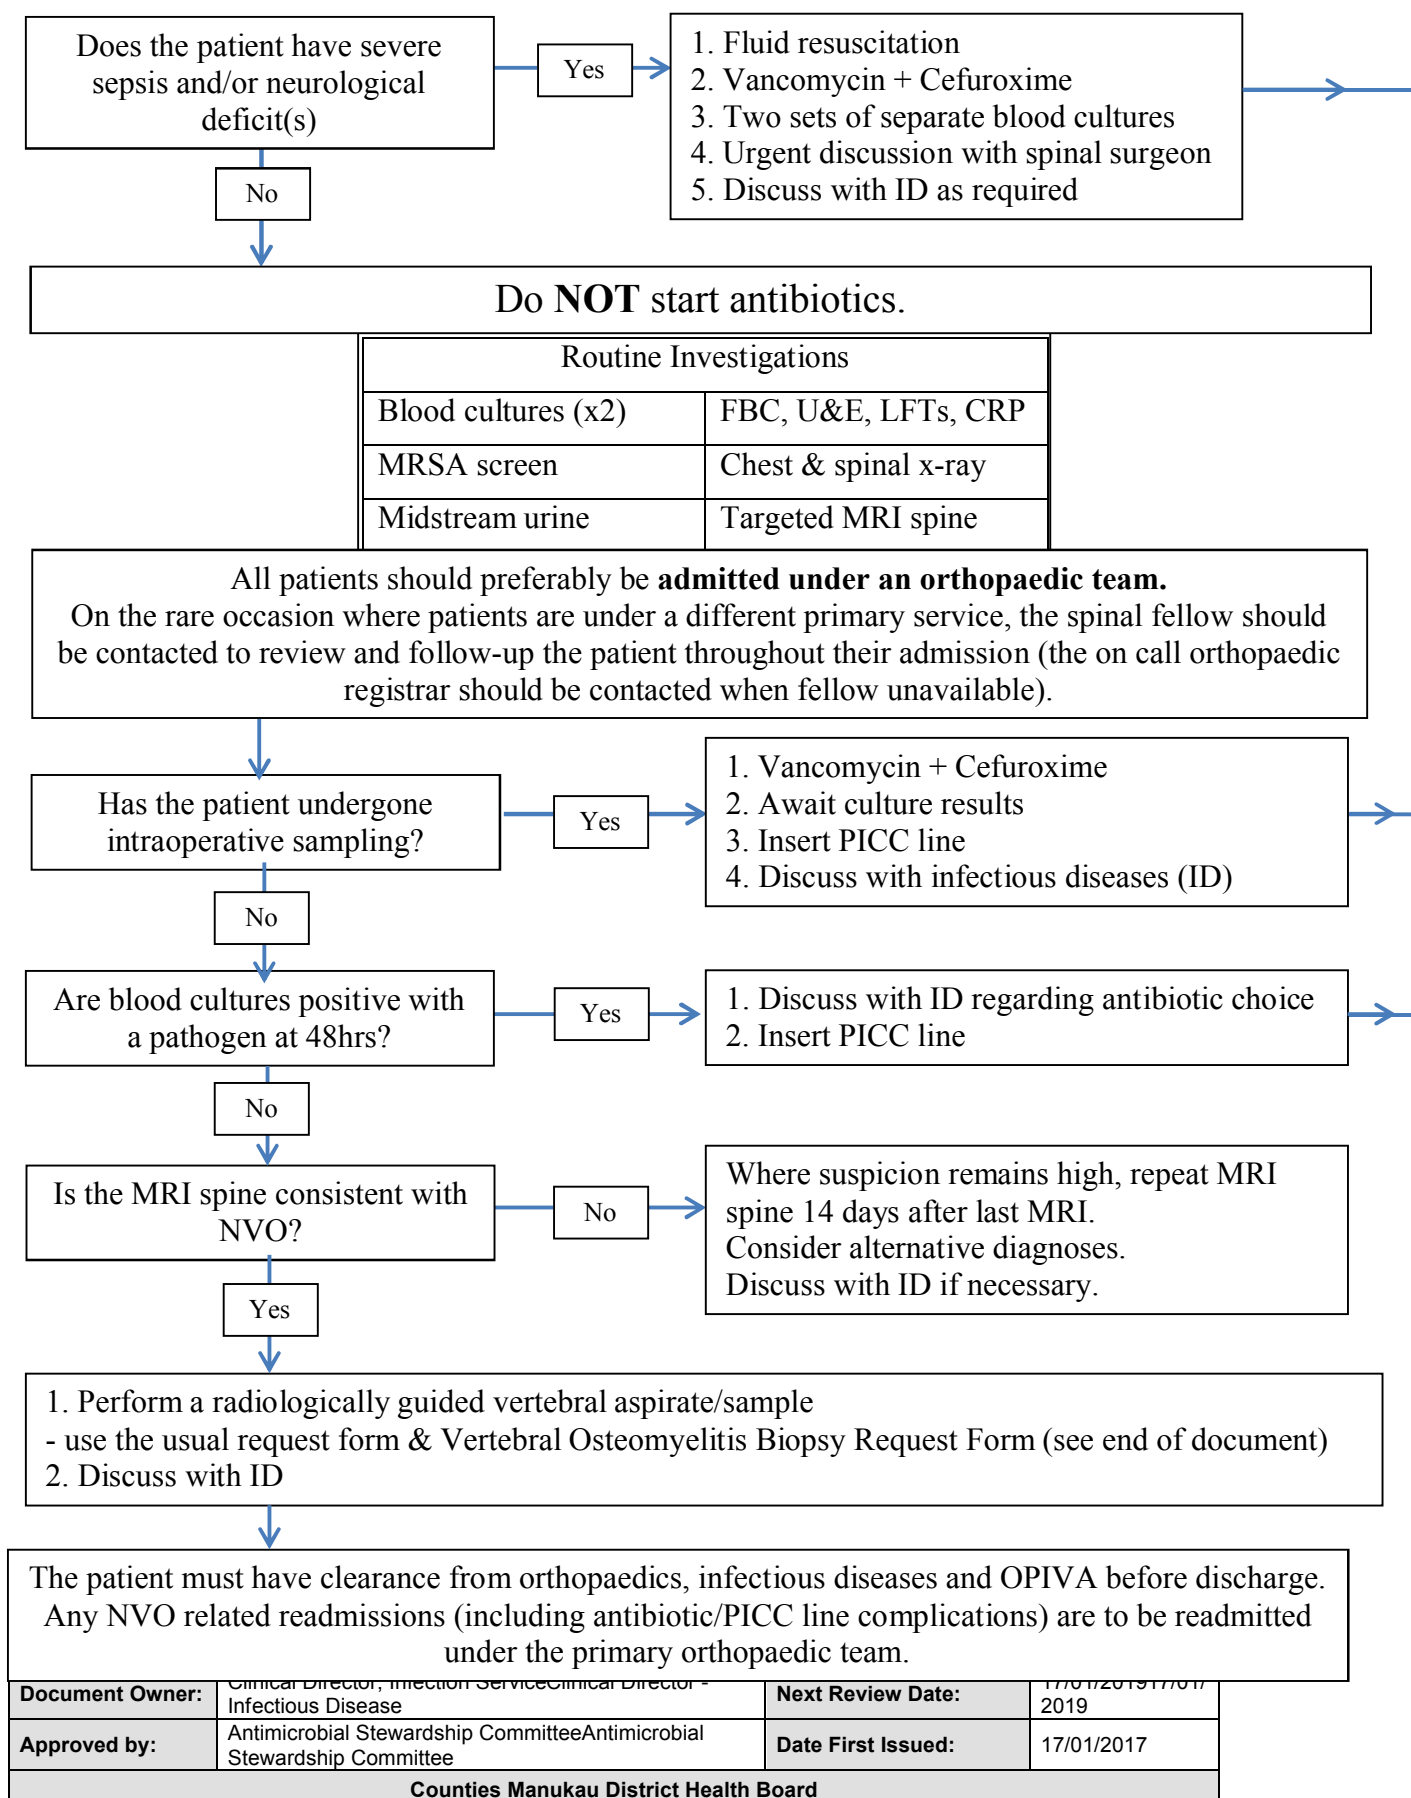 Does the patient have severe
sepsis and/or neurological
deficit(s)
Yes
1. Fluid resuscitation
2. Vancomycin + Cefuroxime
3. Two sets of separate blood cultures
4. Urgent discussion with spinal surgeon
5. Discuss with ID as required
No
Do NOT start antibiotics.
Routine Investigations
Blood cultures (x2)
FBC, U&E, LFTs, CRP
MRSA screen
Chest & spinal x-ray
Midstream urine
Targeted MRI spine
All patients should preferably be admitted under an orthopaedic team.
On the rare occasion where patients are under a different primary service, the spinal fellow should
be contacted to review and follow-up the patient throughout their admission (the on call orthopaedic
registrar should be contacted when fellow unavailable).
Has the patient undergone
intraoperative sampling?
Yes
1. Vancomycin + Cefuroxime
2. Await culture results
3. Insert PICC line
4. Discuss with infectious diseases (ID)
No
Are blood cultures positive with
a pathogen at 48hrs?
Yes
1. Discuss with ID regarding antibiotic choice
2. Insert PICC line
No
Is the MRI spine consistent with
NVO?
No
Where suspicion remains high, repeat MRI
spine 14 days after last MRI.
Consider alternative diagnoses.
Discuss with ID if necessary.
Yes
1. Perform a radiologically guided vertebral aspirate/sample
- use the usual request form & Vertebral Osteomyelitis Biopsy Request Form (see end of document)
2. Discuss with ID
The patient must have clearance from orthopaedics, infectious diseases and OPIVA before discharge.
Any NVO related readmissions (including antibiotic/PICC line complications) are to be readmitted
under the primary orthopaedic team.
Document Owner:
Clinical Director, Infection ServiceClinical Director -
Infectious Disease
Next Review Date:
17/01/201917/01/
2019
Approved by:
Antimicrobial Stewardship CommitteeAntimicrobial
Stewardship Committee
Date First Issued:
17/01/2017
Counties Manukau District Health Board